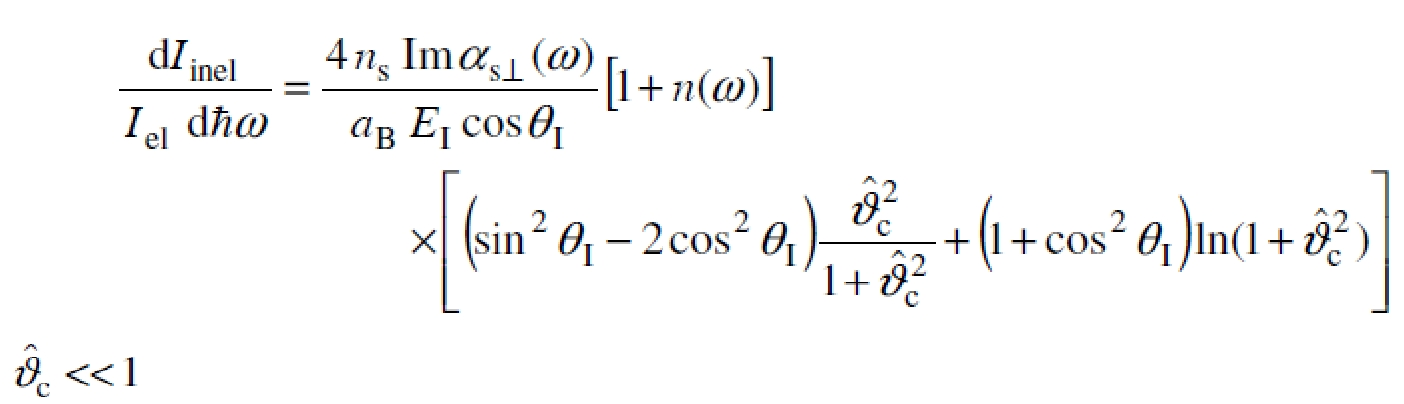 dI_inel / (I_el dħω) = (4 n_s Im α_s⊥(ω)) / (a_B E_I cos θ_I) [1 + n(ω)]
× [ (sin² θ_I − 2 cos² θ_I) ϑ̂_c² / (1 + ϑ̂_c²) + (1 + cos² θ_I) ln(1 + ϑ̂_c²) ]
ϑ̂_c << 1